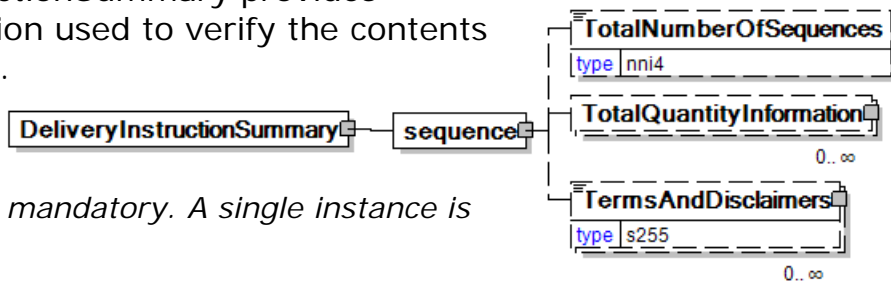 ctionSummary provides
ion used to verify the contents
.
mandatory. A single instance is
DeliveryInstructionSummary
sequence
TotalNumberOfSequences
type nni4
TotalQuantityInformation
0.. ∞
TermsAndDisclaimers
type s255
0.. ∞